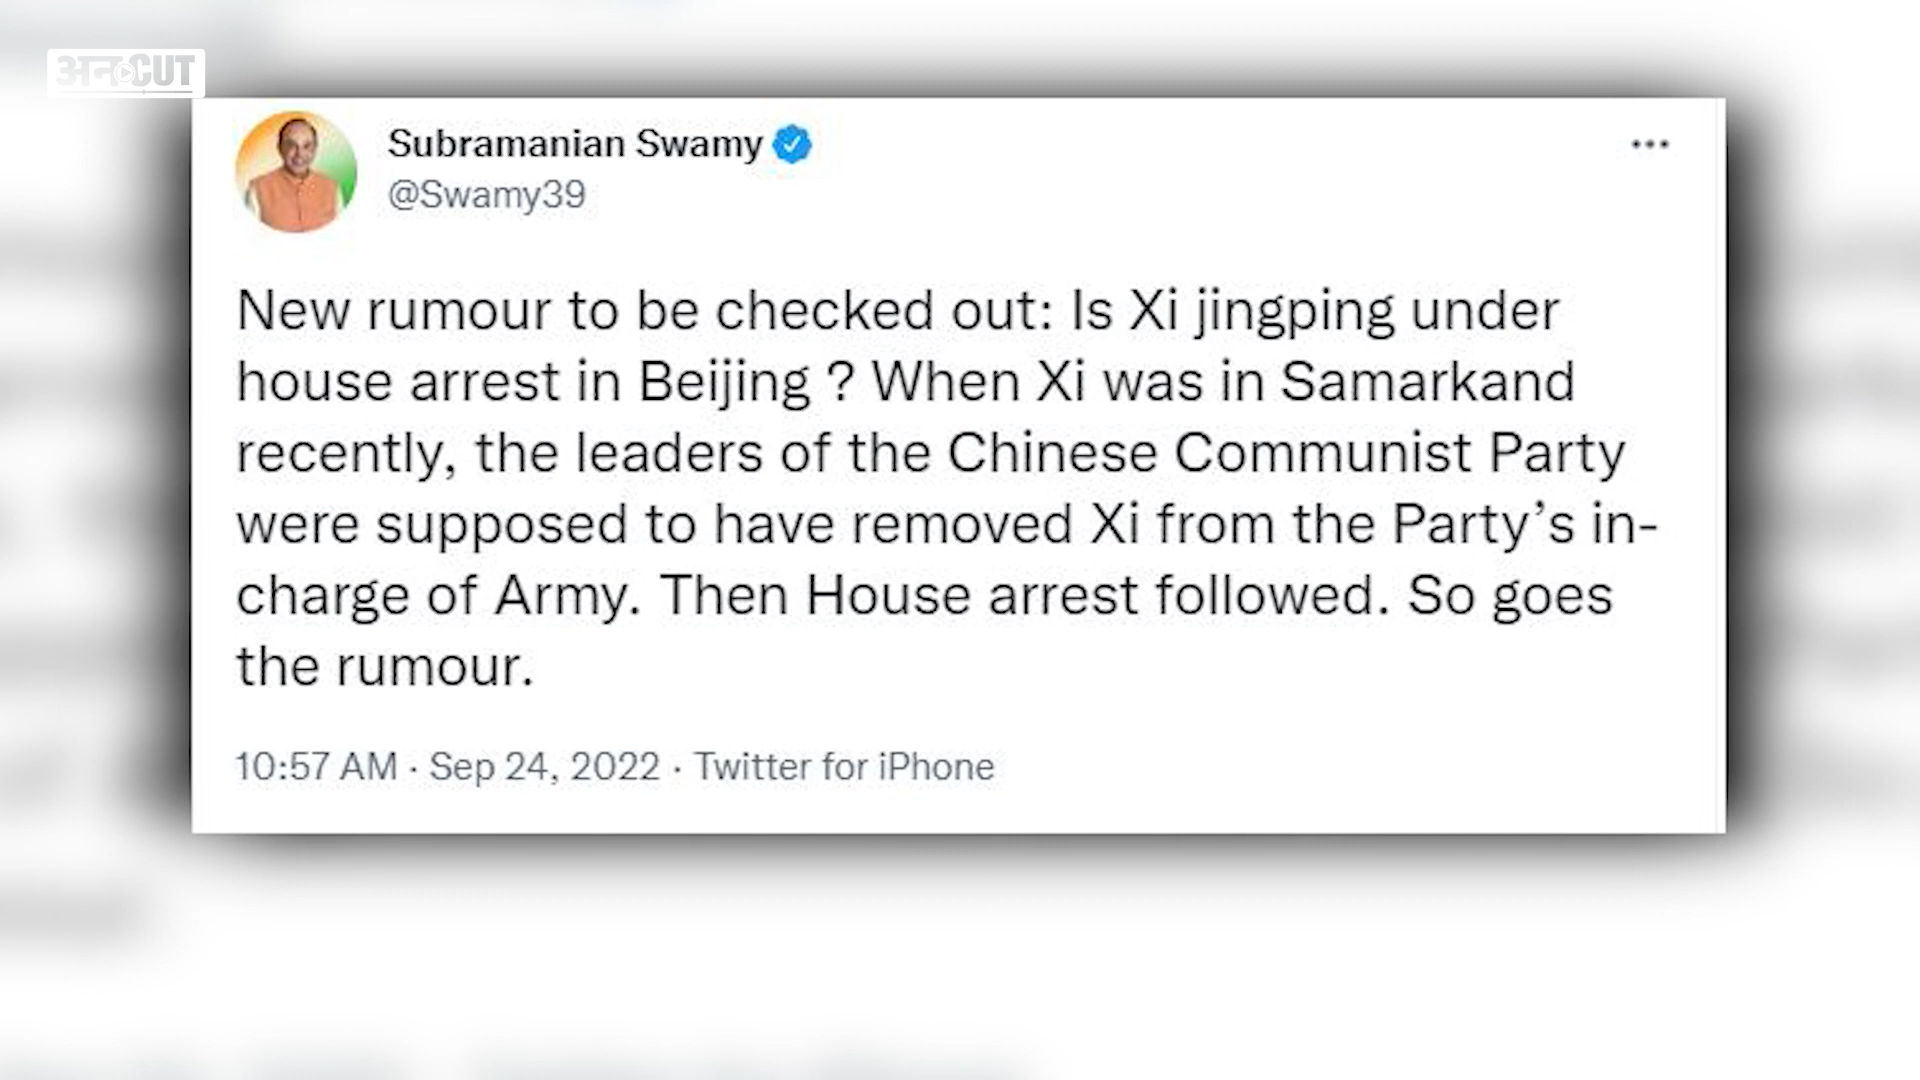 अनCUT
Subramanian Swamy
@Swamy39
New rumour to be checked out: Is Xi jingping under
house arrest in Beijing ? When Xi was in Samarkand
recently, the leaders of the Chinese Communist Party
were supposed to have removed Xi from the Party’s in-
charge of Army. Then House arrest followed. So goes
the rumour.
10:57 AM · Sep 24, 2022 · Twitter for iPhone